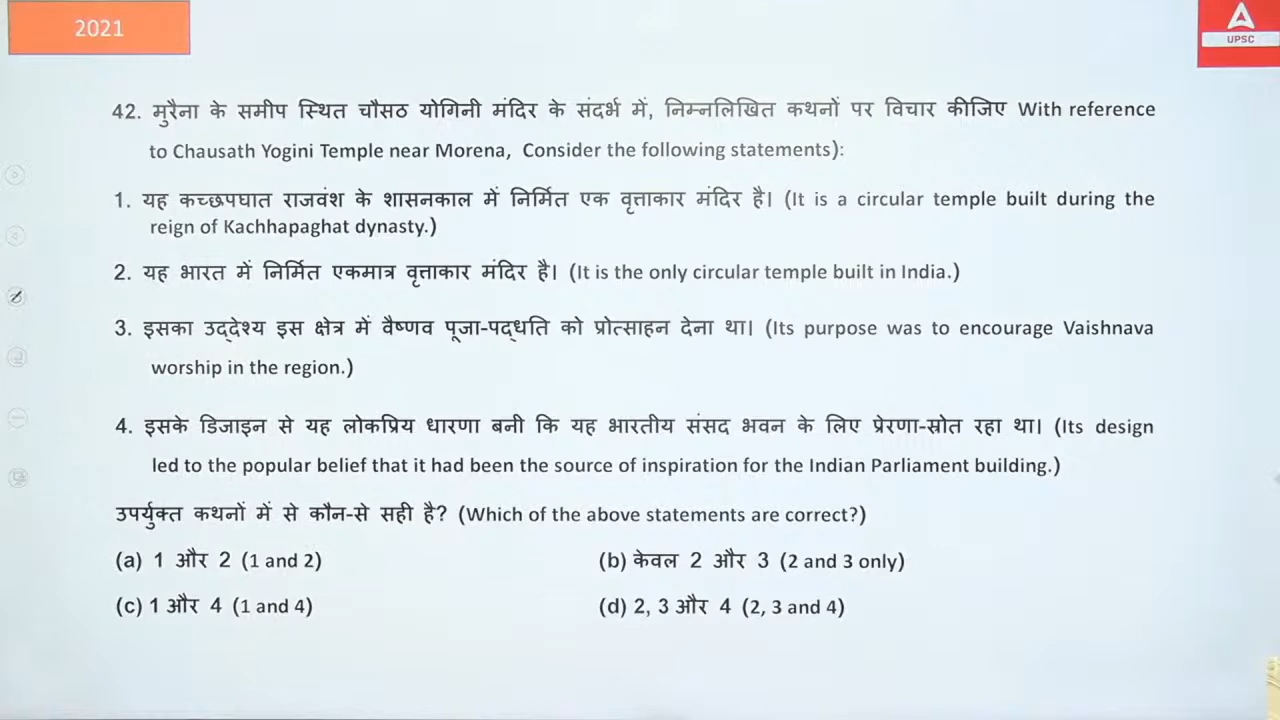 2021
UPSC
42. मुरैना के समीप स्थित चौसठ योगिनी मंदिर के संदर्भ में, निम्नलिखित कथनों पर विचार कीजिए With reference
to Chausath Yogini Temple near Morena, Consider the following statements):
1. यह कच्छपघात राजवंश के शासनकाल में निर्मित एक वृत्ताकार मंदिर है। (It is a circular temple built during the
reign of Kachhapaghat dynasty.)
2. यह भारत में निर्मित एकमात्र वृत्ताकार मंदिर है। (It is the only circular temple built in India.)
3. इसका उद्देश्य इस क्षेत्र में वैष्णव पूजा-पद्धति को प्रोत्साहन देना था। (Its purpose was to encourage Vaishnava
worship in the region.)
4. इसके डिजाइन से यह लोकप्रिय धारणा बनी कि यह भारतीय संसद भवन के लिए प्रेरणा-स्रोत रहा था। (Its design
led to the popular belief that it had been the source of inspiration for the Indian Parliament building.)
उपर्युक्त कथनों में से कौन-से सही है? (Which of the above statements are correct?)
(a) 1 और 2 (1 and 2)
(b) केवल 2 और 3 (2 and 3 only)
(c) 1 और 4 (1 and 4)
(d) 2, 3 और 4 (2, 3 and 4)